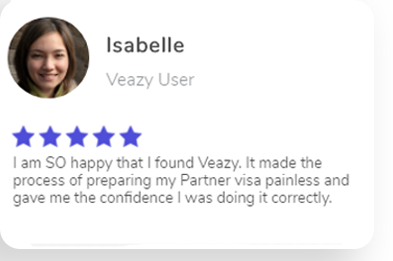 Isabelle
Veazy User
I am SO happy that I found Veazy. It made the
process of preparing my Partner visa painless and
gave me the confidence I was doing it correctly.